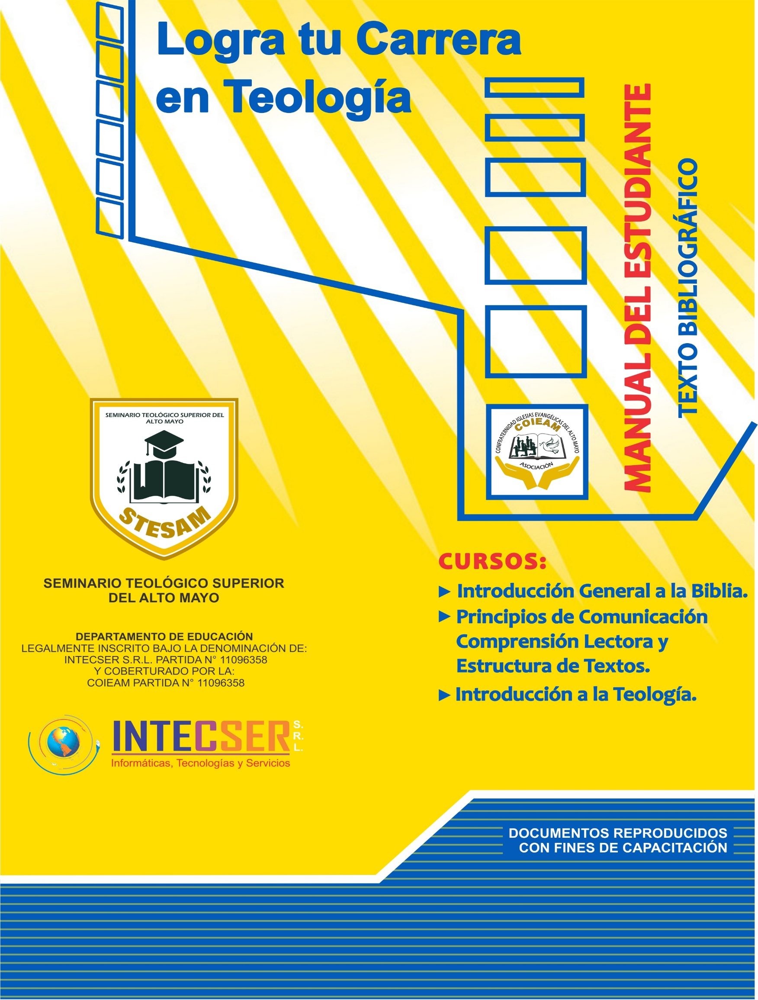 Logra tu Carrera
en Teología
MANUAL DEL ESTUDIANTE
TEXTO BIBLIOGRÁFICO
SEMINARIO TEOLÓGICO SUPERIOR DEL
ALTO MAYO
STESAM
CONFRATERNIDAD IGLESIAS EVANGÉLICAS DEL ALTO MAYO
COIEAM
ASOCIACIÓN
SEMINARIO TEOLÓGICO SUPERIOR
DEL ALTO MAYO
DEPARTAMENTO DE EDUCACIÓN
LEGALMENTE INSCRITO BAJO LA DENOMINACIÓN DE:
INTECSER S.R.L. PARTIDA N° 11096358
Y COBERTURADO POR LA:
COIEAM PARTIDA N° 11096358
INTECSER S. R. L.
Informáticas, Tecnologías y Servicios
CURSOS:
► Introducción General a la Biblia.
► Principios de Comunicación
Comprensión Lectora y
Estructura de Textos.
► Introducción a la Teología.
DOCUMENTOS REPRODUCIDOS
CON FINES DE CAPACITACIÓN